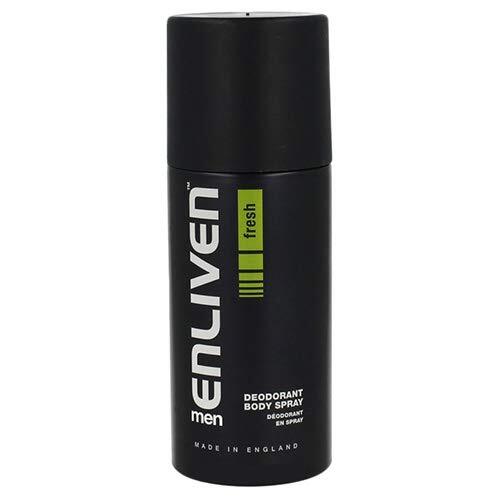 men ENLIVEN™
fresh
DEODORANT
BODY SPRAY
DÉODORANT
EN SPRAY
MADE IN ENGLAND